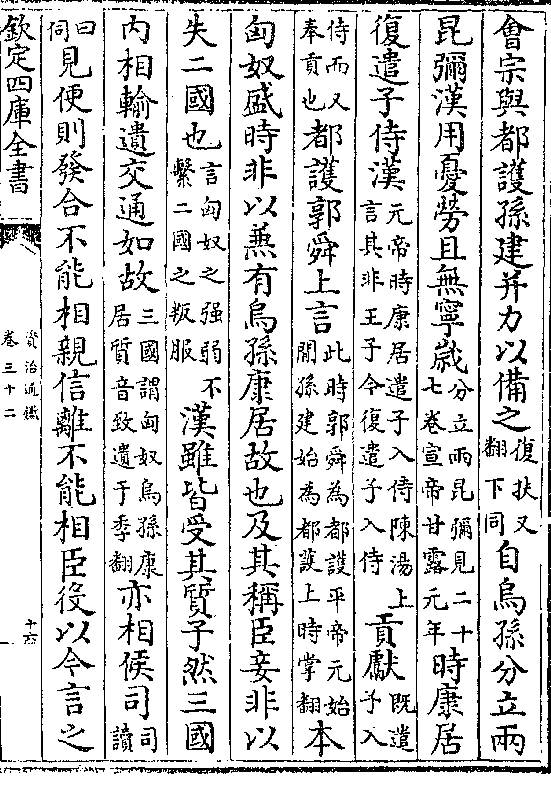 會宗與都護孫建并力以備之復扶又翻下同自烏孫分立兩
昆彌漢用憂勞且無寧歲分立兩昆彌見二十七卷宣帝甘露元年時康居
復遣子侍漢元帝時康居遣子入侍陳湯上言其非王子今復遣子入侍貢獻既遣子入
侍而又奉貢也都護郭舜上言此時郭舜為都護平帝元始間孫建始為都護上時掌翻本
匈奴盛時非以兼有烏孫康居故也及其稱臣妾非以
失二國也言匈奴之强弱不繫二國之叛服漢雖皆受其質子然三國
内相輸遺交通如故三國謂匈奴烏孫康居質音致遺于季翻亦相候司司讀
曰伺見便則發合不能相親信離不能相臣役以今言之
欽定四庫全書
資治通鑑
卷三十二
十六